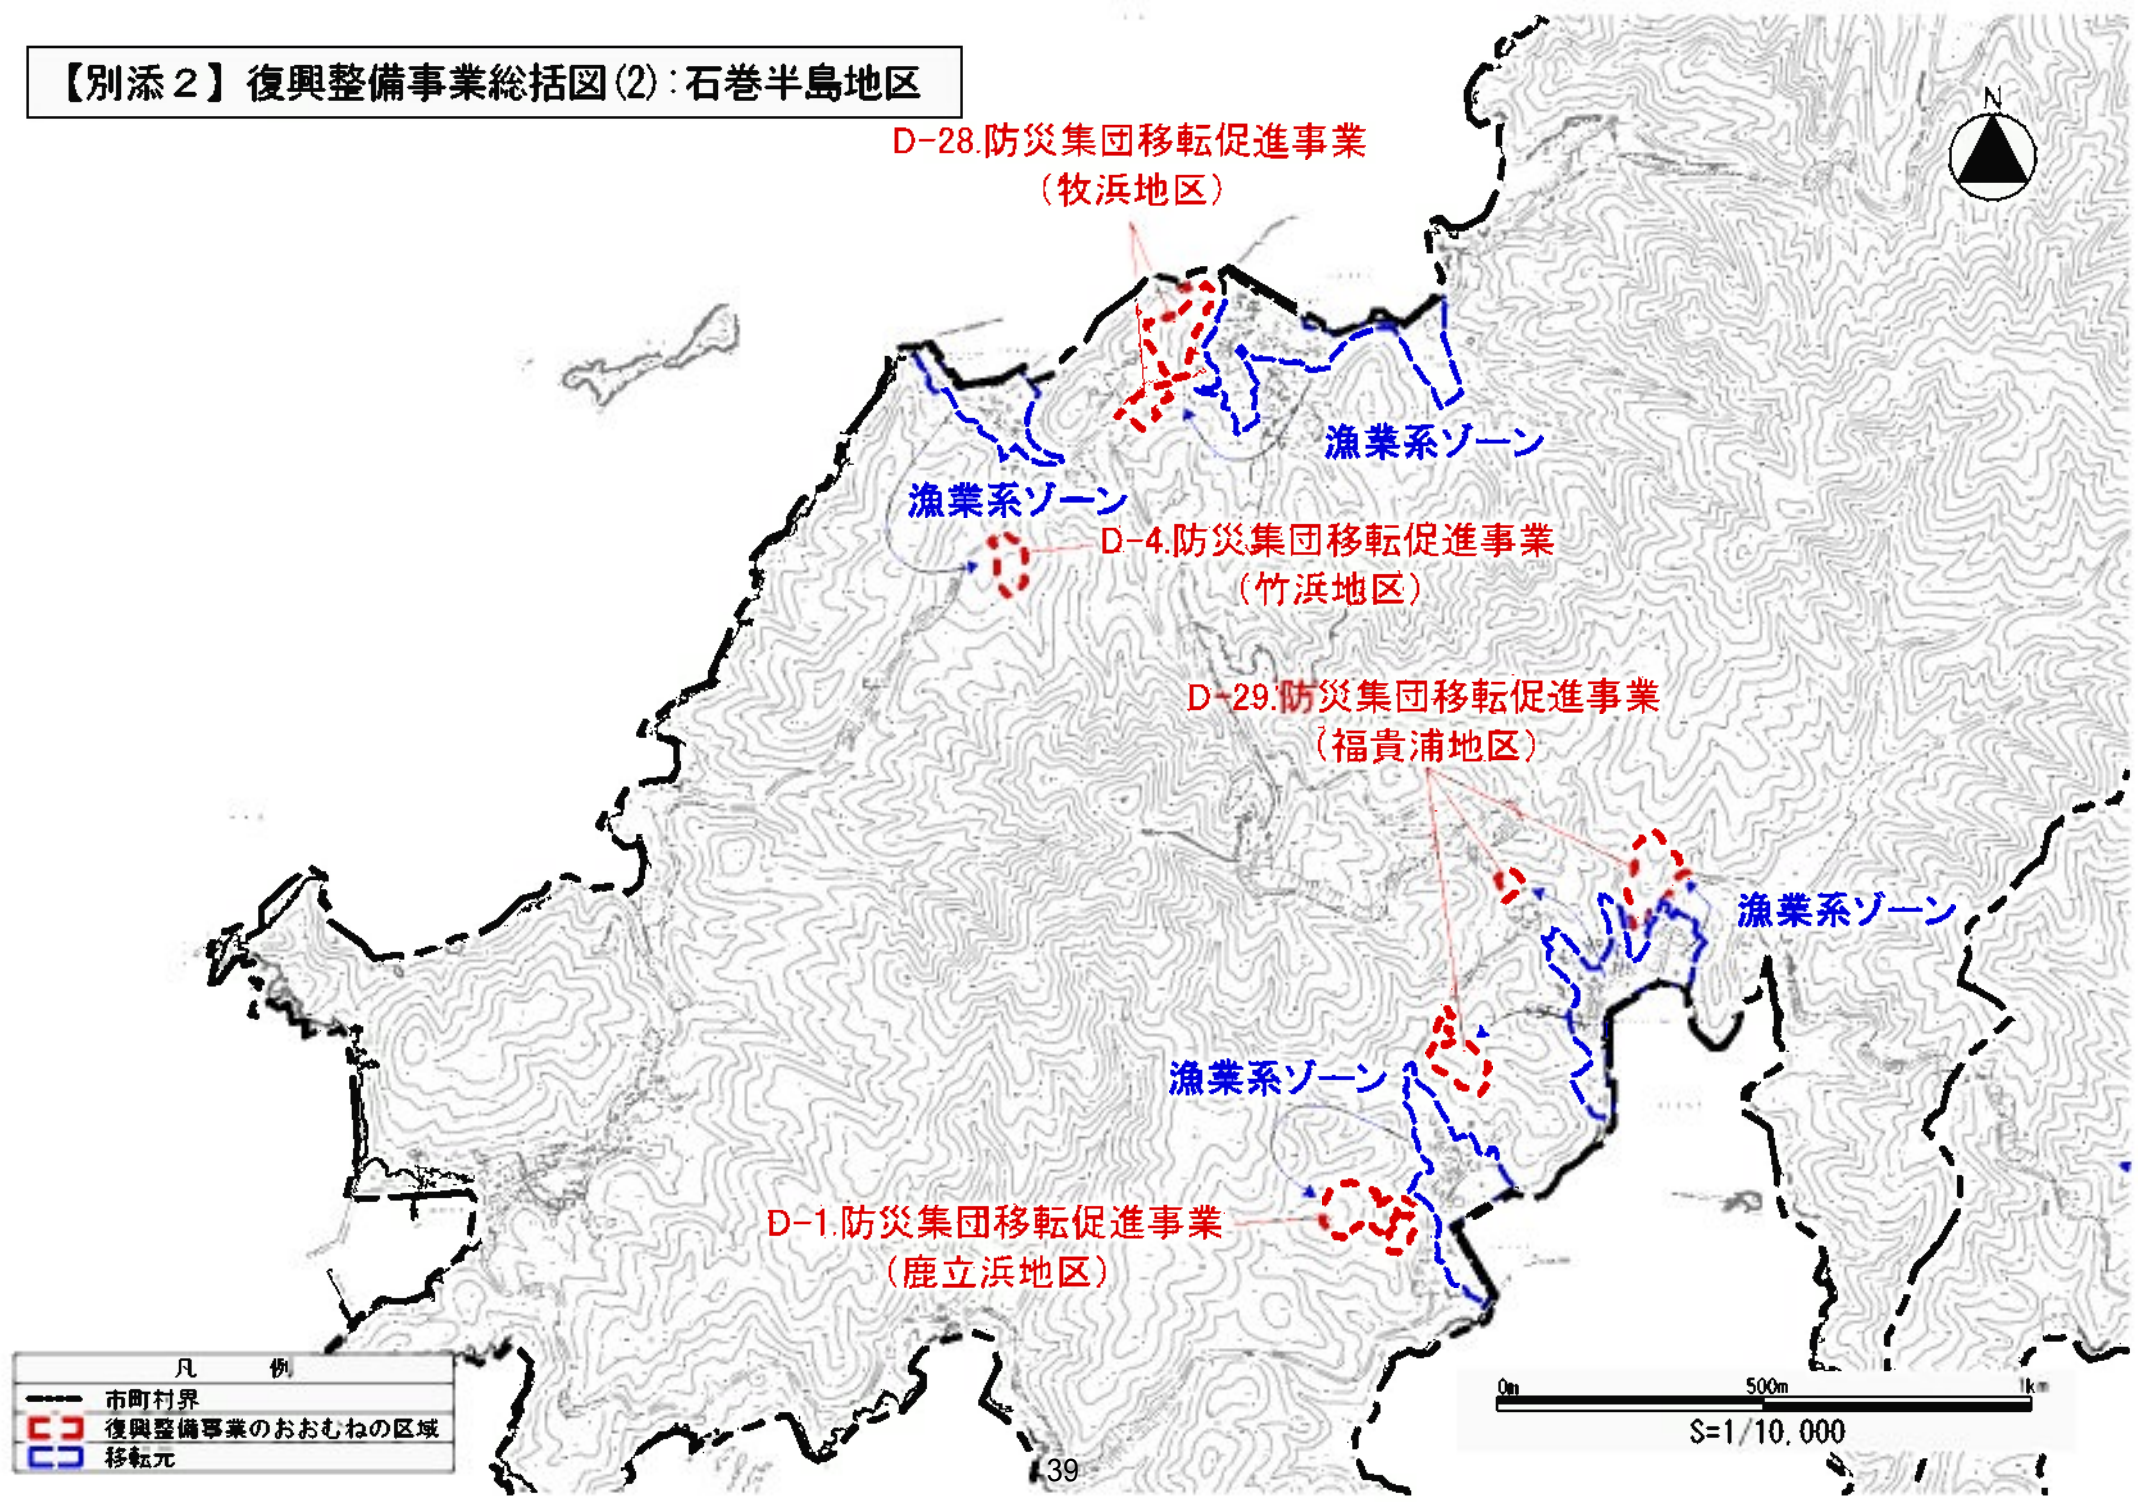 【別添２】復興整備事業総括図(2):石巻半島地区
N
D-28.防災集団移転促進事業
(牧浜地区)
漁業系ゾーン
漁業系ゾーン
D-4.防災集団移転促進事業
(竹浜地区)
D-29.防災集団移転促進事業
(福貴浦地区)
漁業系ゾーン
漁業系ゾーン
D-1.防災集団移転促進事業
(鹿立浜地区)
凡 例
市町村界
復興整備事業のおおむねの区域
移転元
0m 500m 1km
S=1/10,000
39